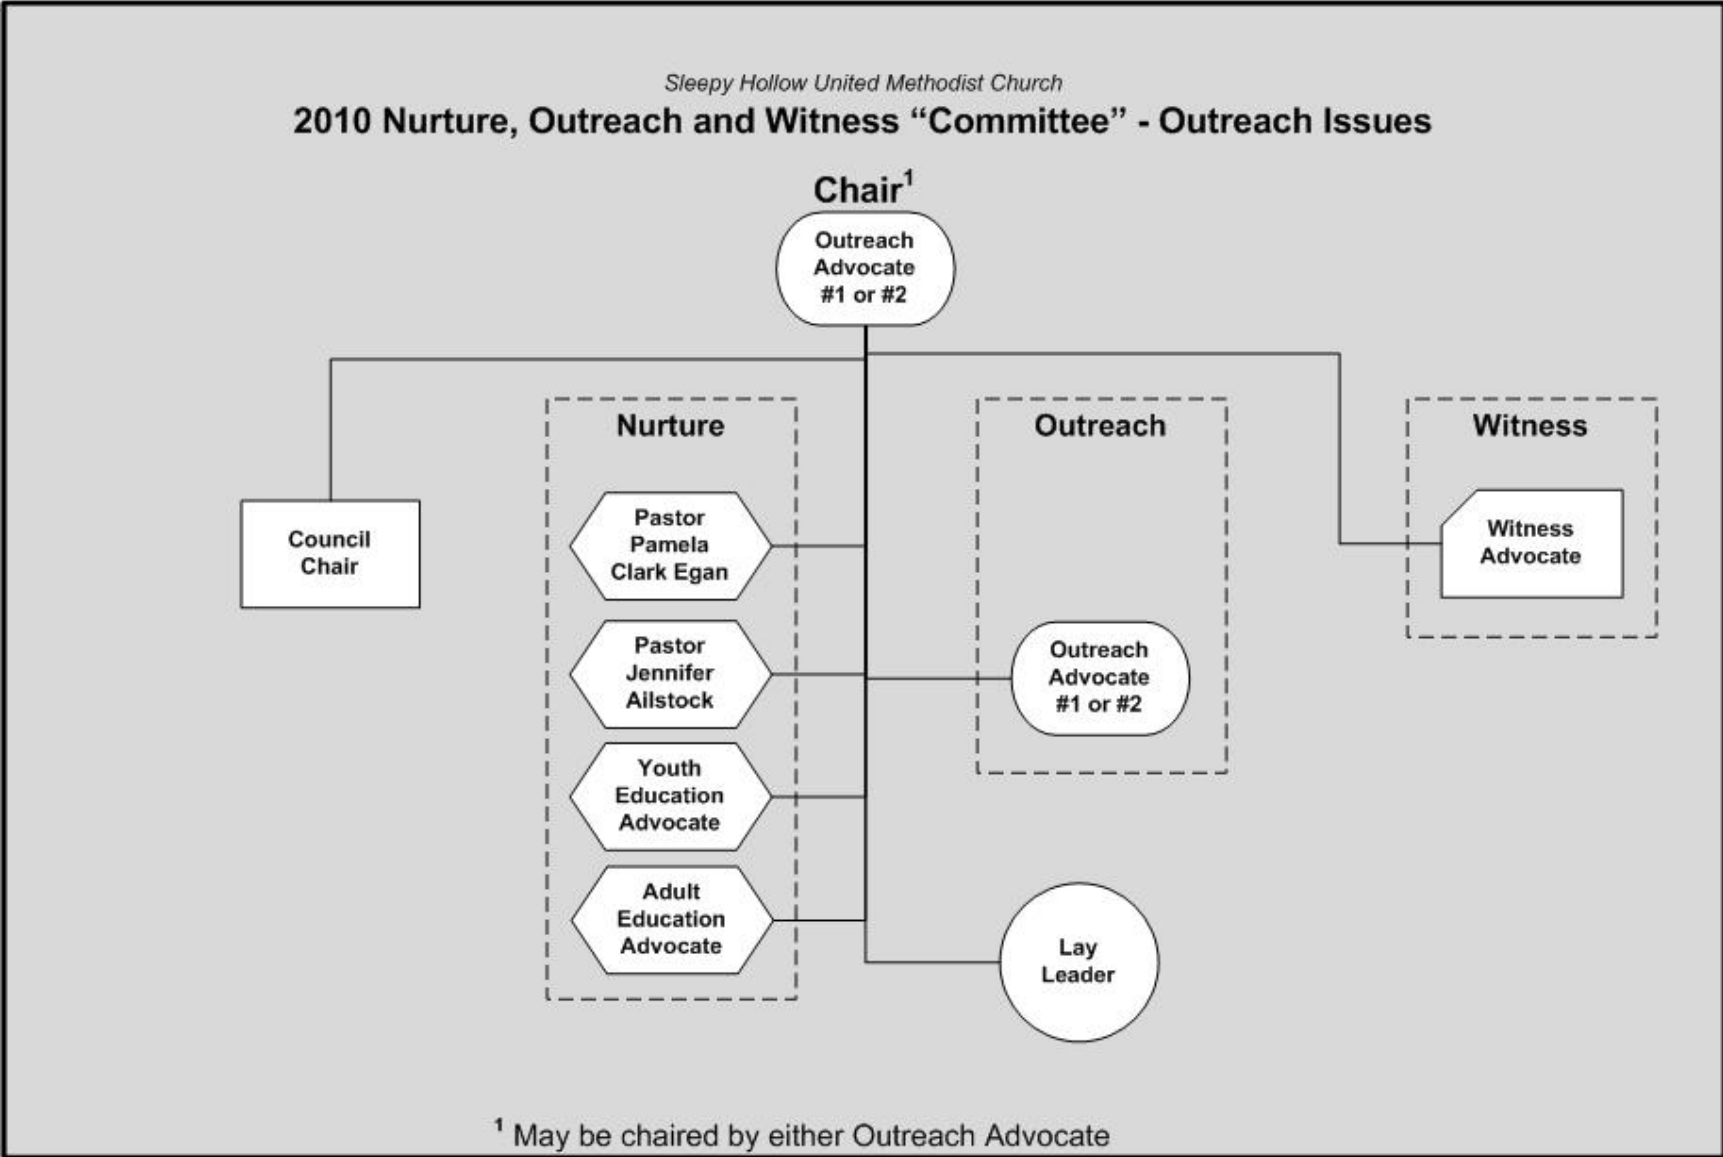 Sleepy Hollow United Methodist Church
2010 Nurture, Outreach and Witness “Committee” - Outreach Issues
Chair¹
Outreach
Advocate
#1 or #2
Council
Chair
Nurture
Pastor
Pamela
Clark Egan
Pastor
Jennifer
Ailstock
Youth
Education
Advocate
Adult
Education
Advocate
Outreach
Outreach
Advocate
#1 or #2
Lay
Leader
Witness
Witness
Advocate
¹ May be chaired by either Outreach Advocate